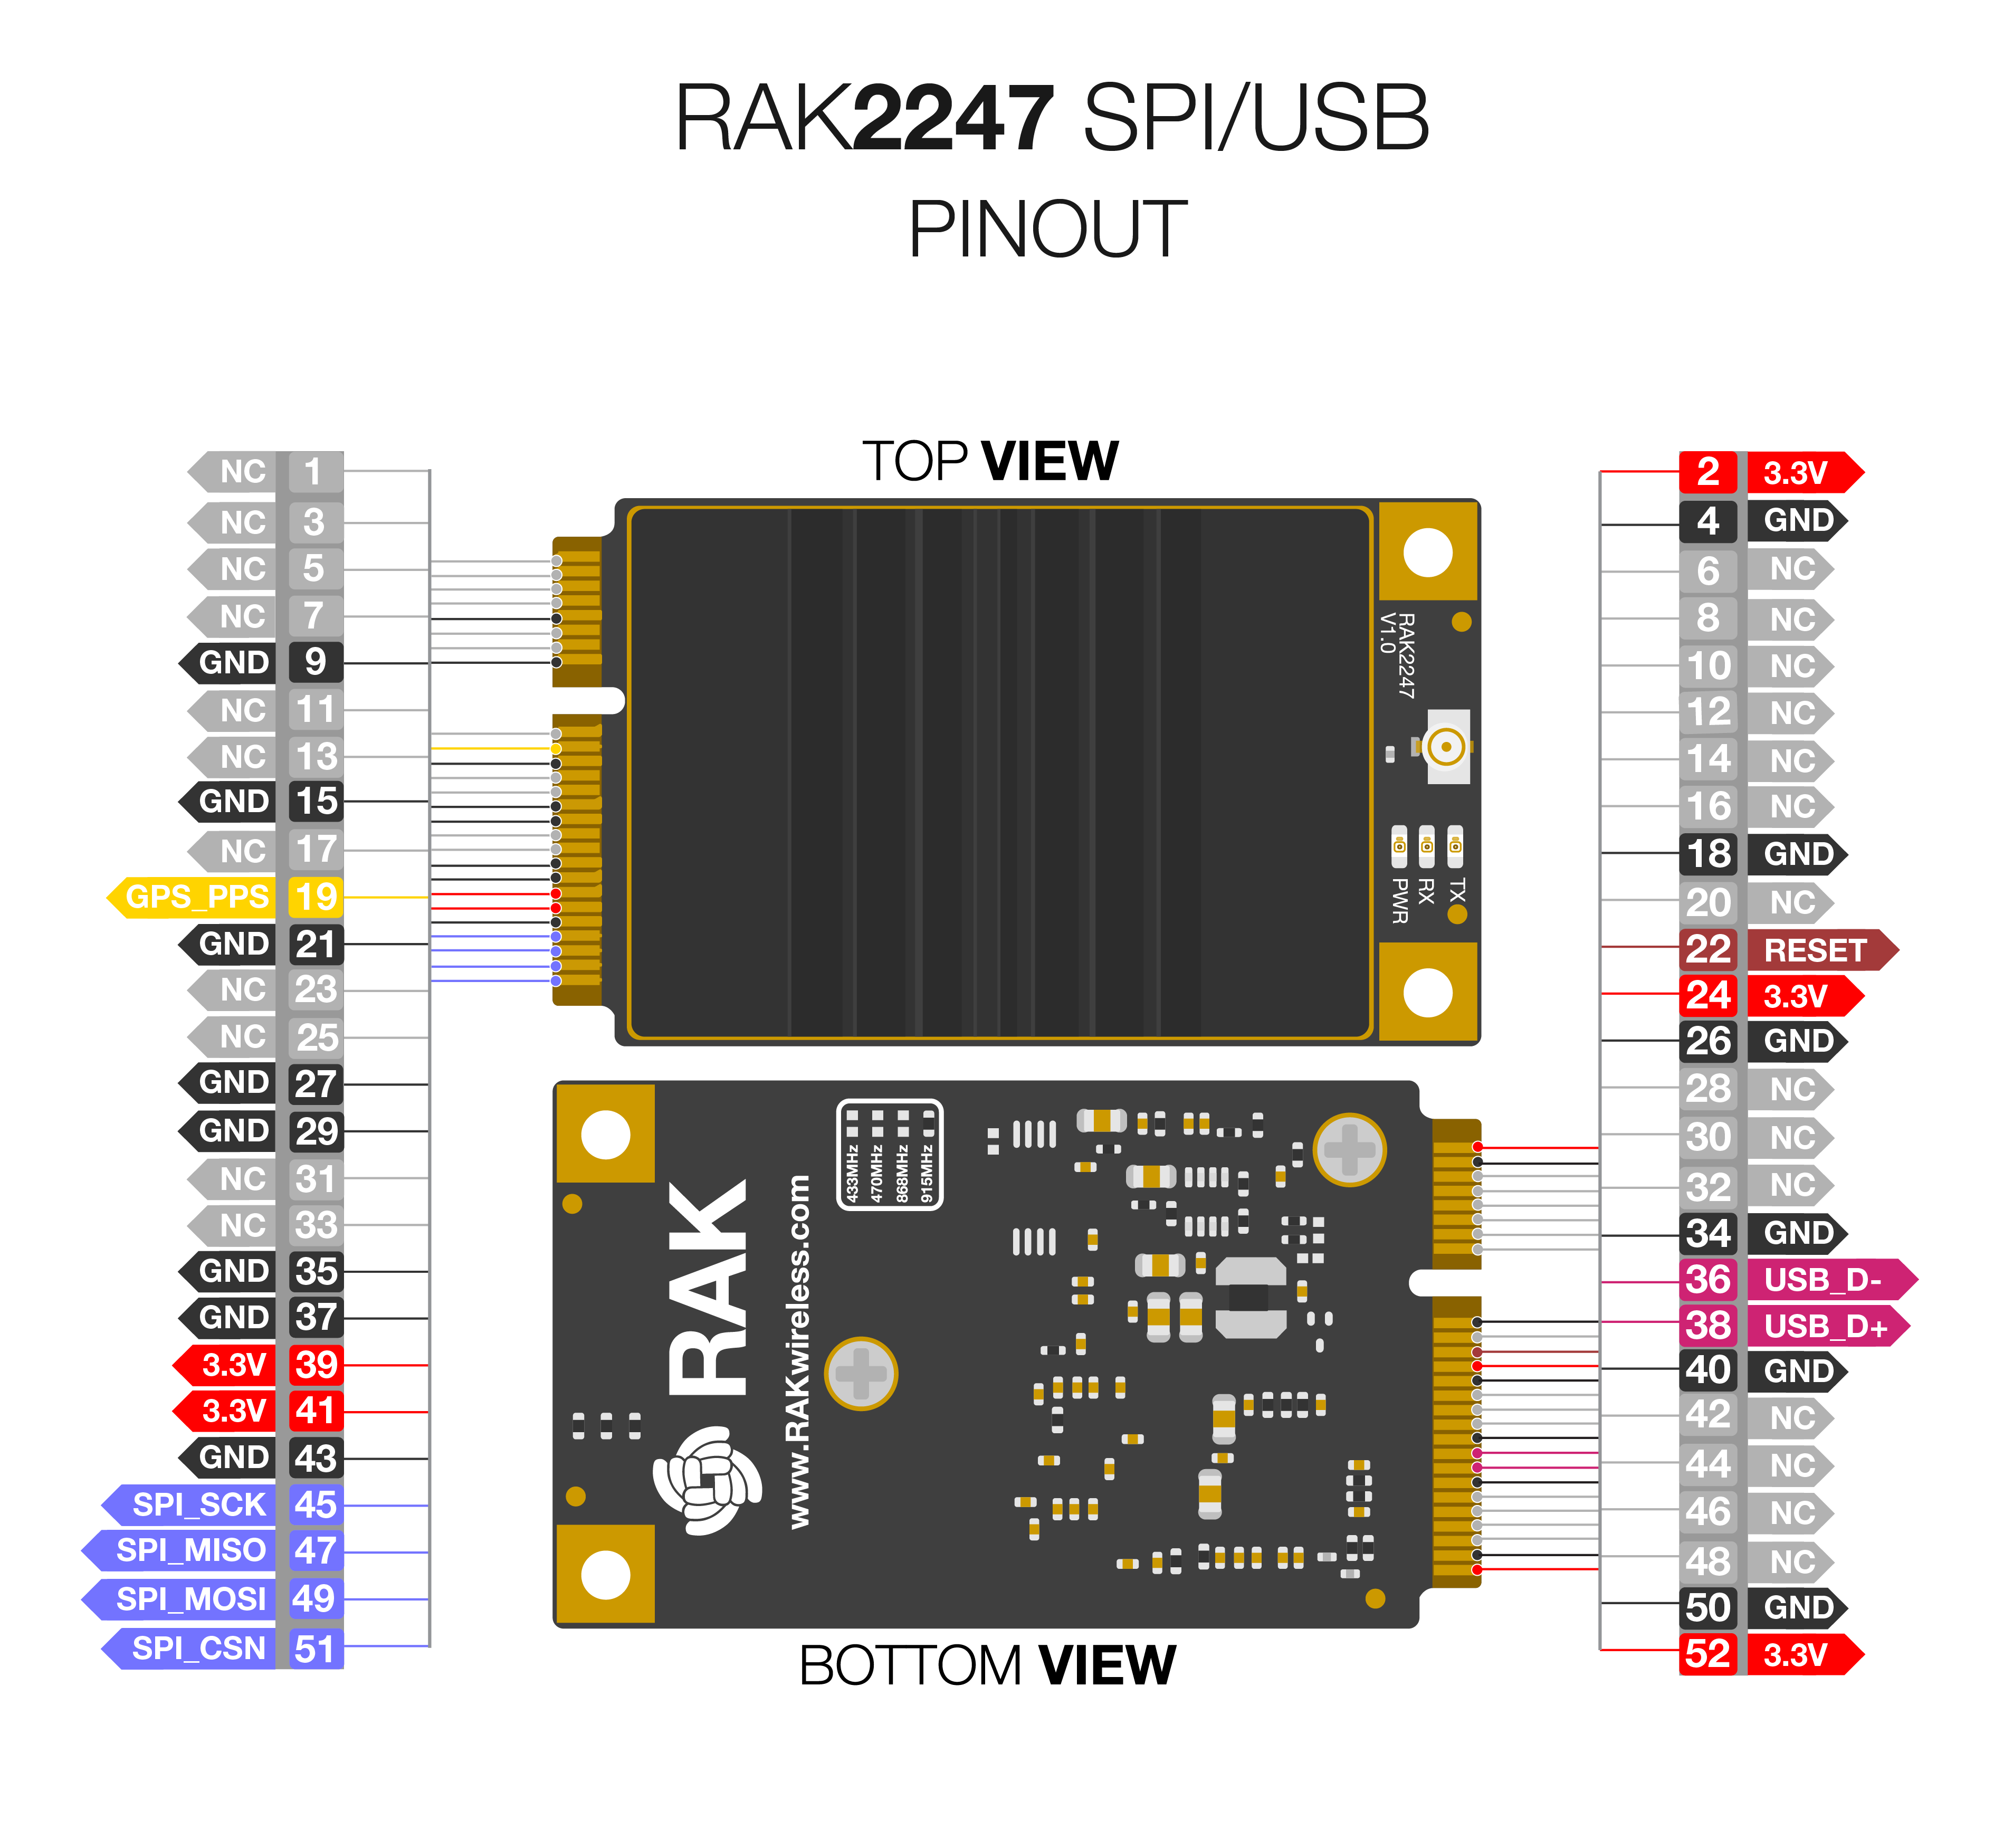 RAK2247 SPI/USB
PINOUT
TOP VIEW
NC 1
NC 3
NC 5
NC 7
GND 9
NC 11
NC 13
GND 15
NC 17
GPS_PPS 19
GND 21
NC 23
NC 25
GND 27
GND 29
NC 31
NC 33
GND 35
GND 37
3.3V 39
3.3V 41
GND 43
SPI_SCK 45
SPI_MISO 47
SPI_MOSI 49
SPI_CSN 51
RAK2247
V1.0
PWR
RX
TX
433MHz
470MHz
868MHz
915MHz
RAK
www.RAKwireless.com
2 3.3V
4 GND
6 NC
8 NC
10 NC
12 NC
14 NC
16 NC
18 GND
20 NC
22 RESET
24 3.3V
26 GND
28 NC
30 NC
32 NC
34 GND
36 USB_D-
38 USB_D+
40 GND
42 NC
44 NC
46 NC
48 NC
50 GND
52 3.3V
BOTTOM VIEW